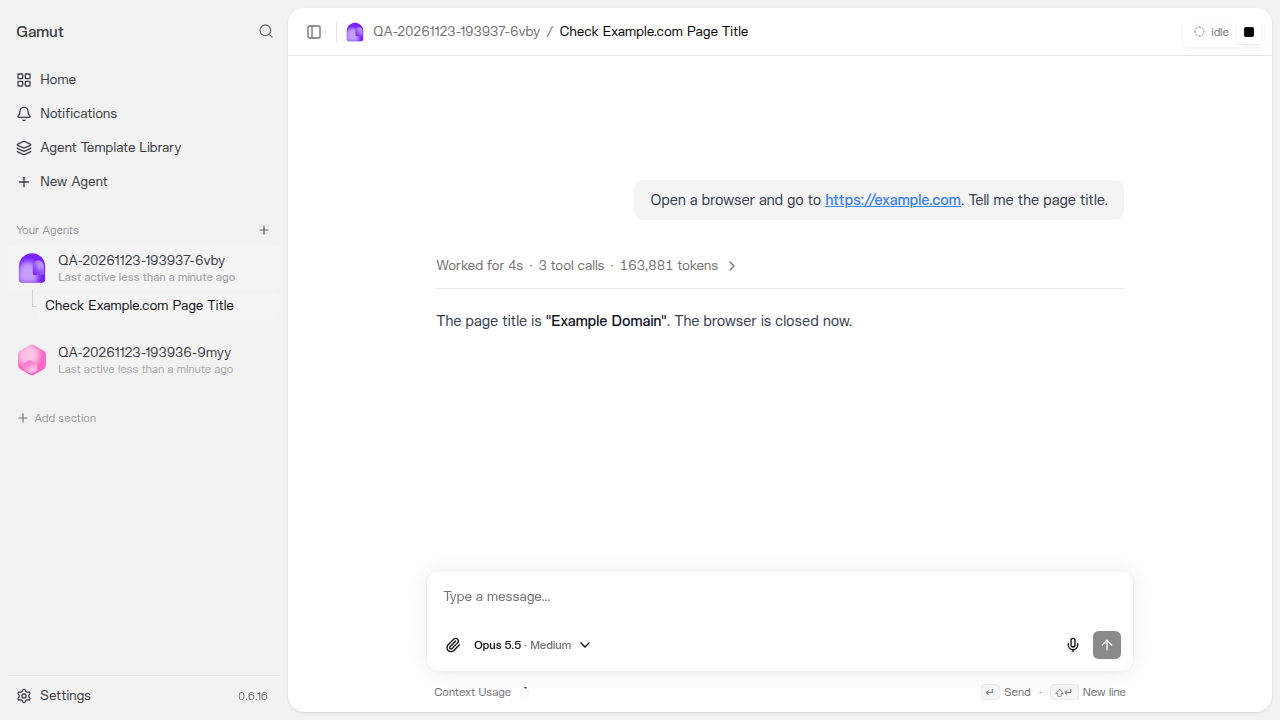 Gamut
Home
Notifications
Agent Template Library
New Agent
Your Agents
QA-20261123-193937-6vby
Last active less than a minute ago
Check Example.com Page Title
QA-20261123-193936-9myy
Last active less than a minute ago
Add section
Settings
0.6.16
QA-20261123-193937-6vby / Check Example.com Page Title
idle
Open a browser and go to https://example.com. Tell me the page title.
Worked for 4s · 3 tool calls · 163,881 tokens
The page title is "Example Domain". The browser is closed now.
Type a message...
Opus 5.5 · Medium
Context Usage
Send · New line